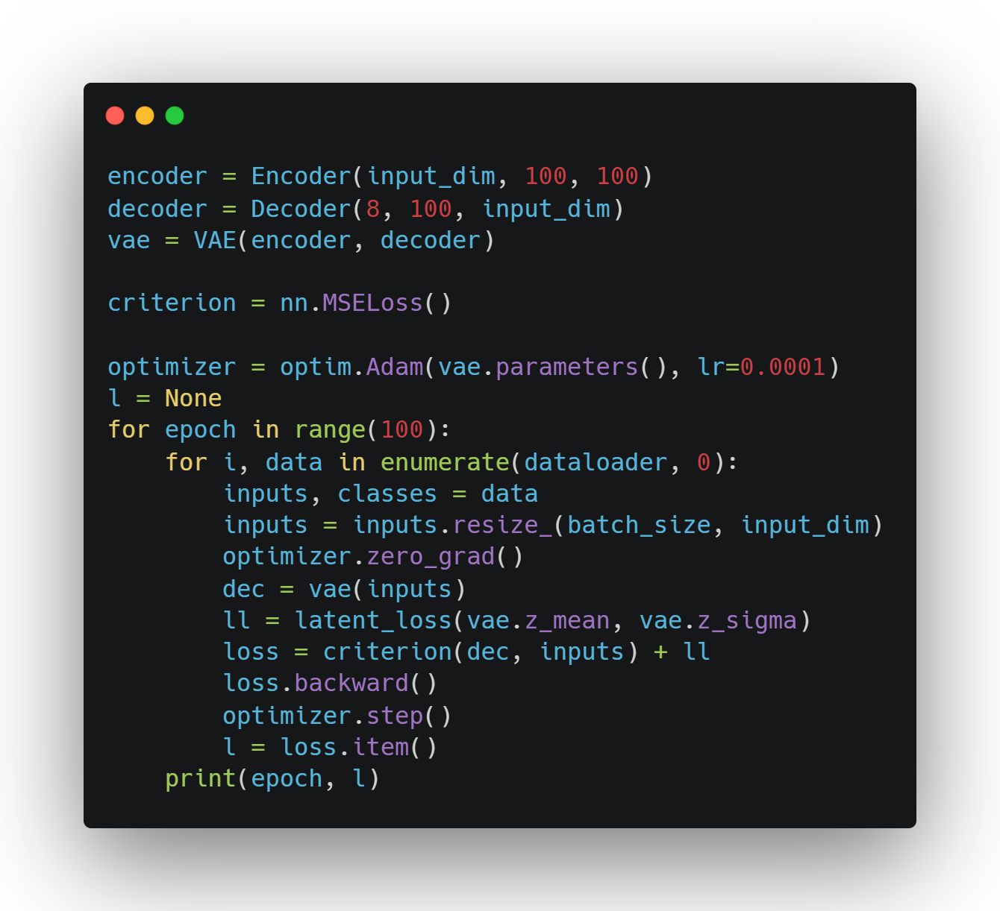 encoder = Encoder(input_dim, 100, 100)
decoder = Decoder(8, 100, input_dim)
vae = VAE(encoder, decoder)

criterion = nn.MSELoss()

optimizer = optim.Adam(vae.parameters(), lr=0.0001)
l = None
for epoch in range(100):
    for i, data in enumerate(dataloader, 0):
        inputs, classes = data
        inputs = inputs.resize_(batch_size, input_dim)
        optimizer.zero_grad()
        dec = vae(inputs)
        ll = latent_loss(vae.z_mean, vae.z_sigma)
        loss = criterion(dec, inputs) + ll
        loss.backward()
        optimizer.step()
        l = loss.item()
    print(epoch, l)